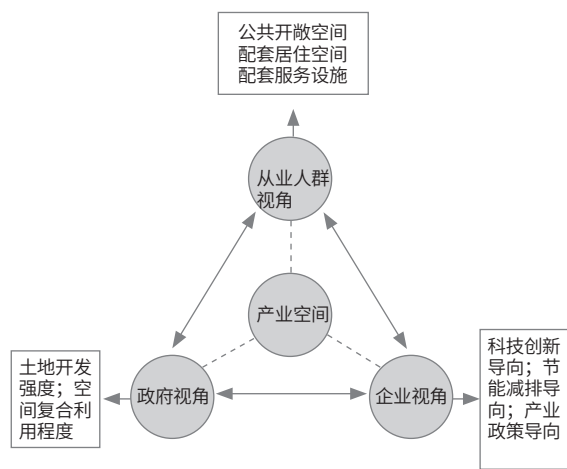 公共开敞空间
配套居住空间
配套服务设施
从业人群
视角
产业空间
政府视角
企业视角
土地开发
强度；空
间复合利
用程度
科技创新
导向；节
能减排导
向；产业
政策导向